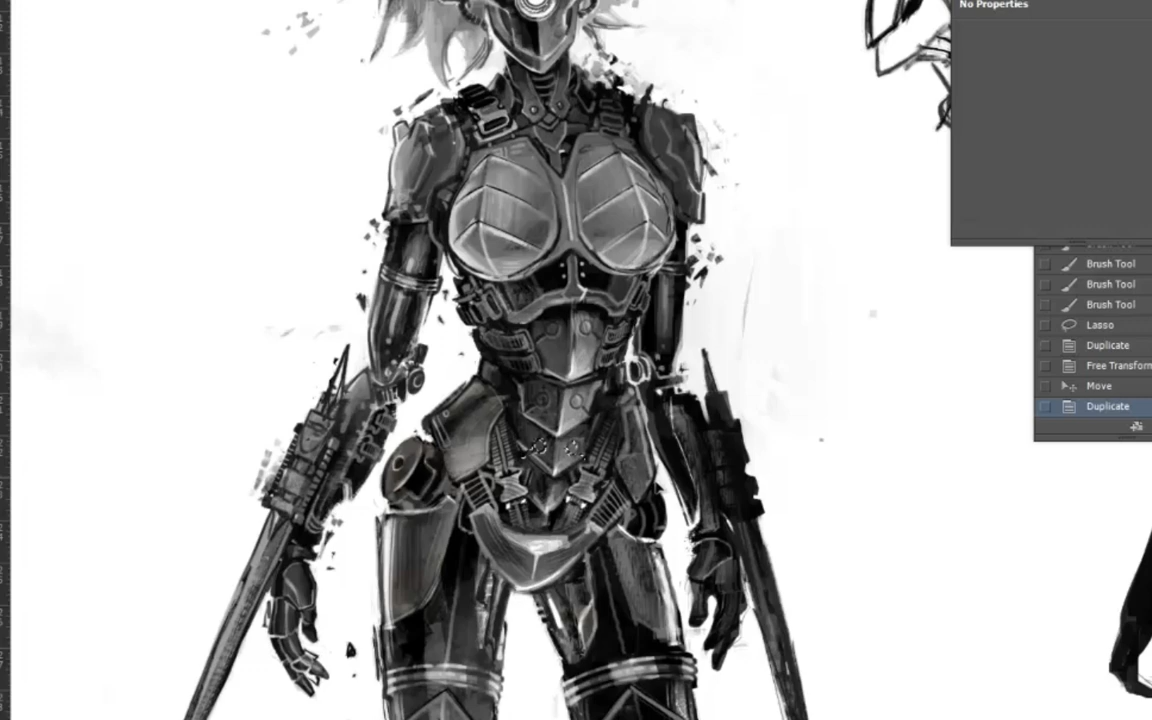 No Properties
Brush Tool
Brush Tool
Brush Tool
Lasso
Duplicate
Free Transform
Move
Duplicate